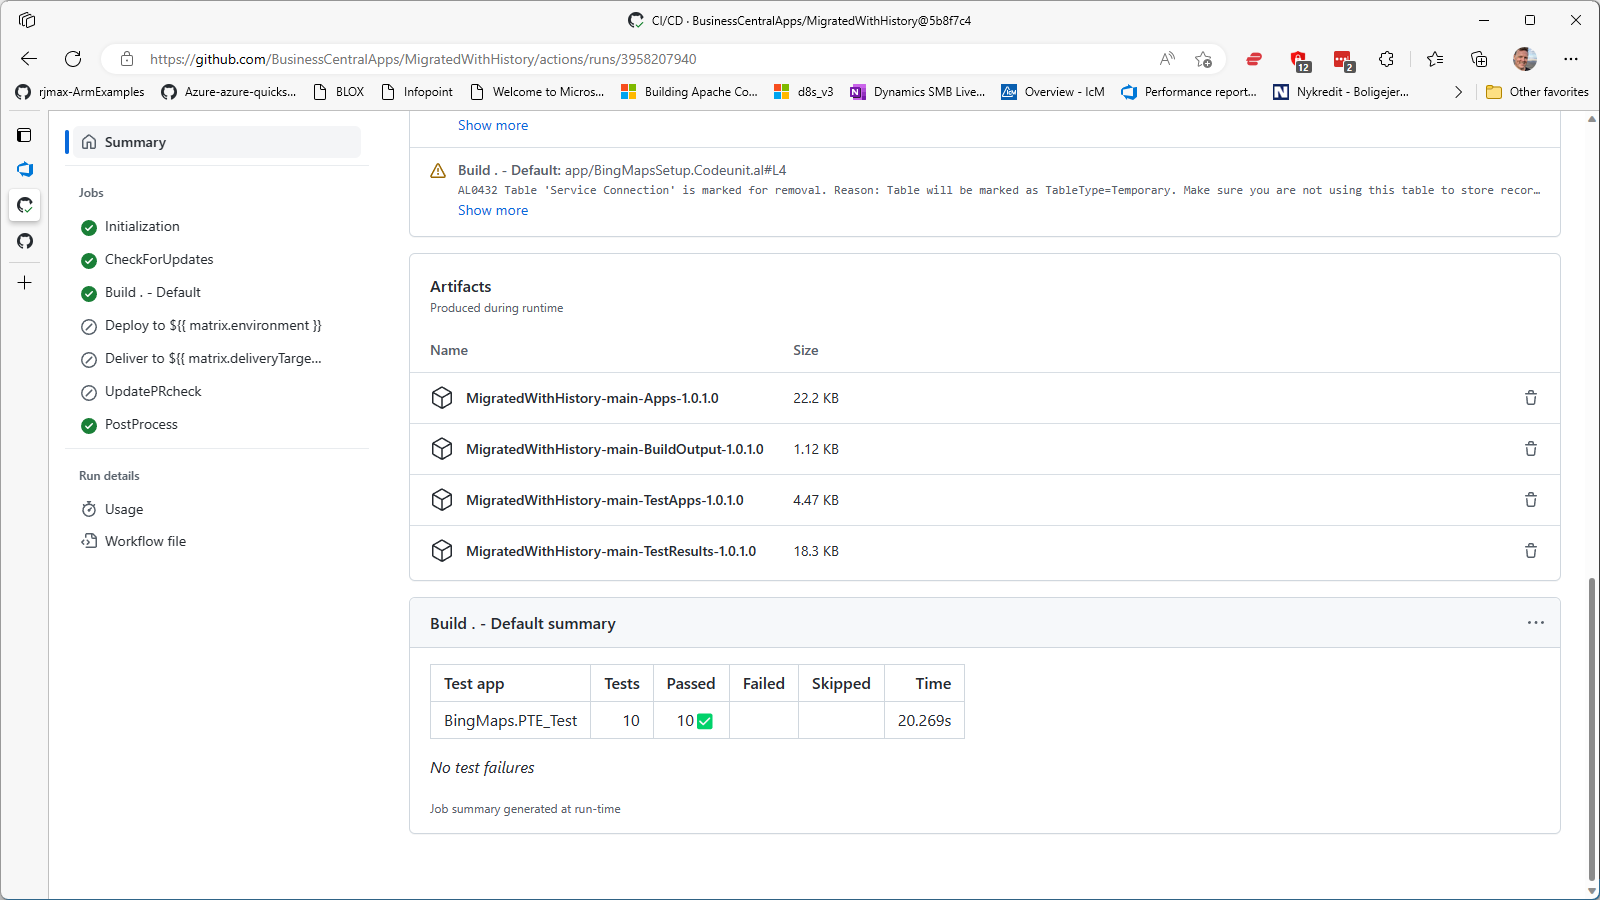 CI/CD · BusinessCentralApps/MigratedWithHistory@5b8f7c4
https://github.com/BusinessCentralApps/MigratedWithHistory/actions/runs/3958207940
12
2
rjmax-ArmExamples
Azure-azure-quicks...
BLOX
Infopoint
Welcome to Micros...
Building Apache Co...
d8s_v3
Dynamics SMB Live...
Overview - IcM
Performance report...
Nykredit - Boligejer...
Other favorites
Summary
Jobs
Initialization
CheckForUpdates
Build . - Default
Deploy to ${{ matrix.environment }}
Deliver to ${{ matrix.deliveryTarge...
UpdatePRcheck
PostProcess
Run details
Usage
Workflow file
Show more
Build . - Default: app/BingMapsSetup.Codeunit.al#L4
AL0432 Table 'Service Connection' is marked for removal. Reason: Table will be marked as TableType=Temporary. Make sure you are not using this table to store recor...
Show more
Artifacts
Produced during runtime
Name Size
MigratedWithHistory-main-Apps-1.0.1.0 22.2 KB
MigratedWithHistory-main-BuildOutput-1.0.1.0 1.12 KB
MigratedWithHistory-main-TestApps-1.0.1.0 4.47 KB
MigratedWithHistory-main-TestResults-1.0.1.0 18.3 KB
Build . - Default summary
Test app Tests Passed Failed Skipped Time
BingMaps.PTE_Test 10 10✅ 20.269s
No test failures
Job summary generated at run-time